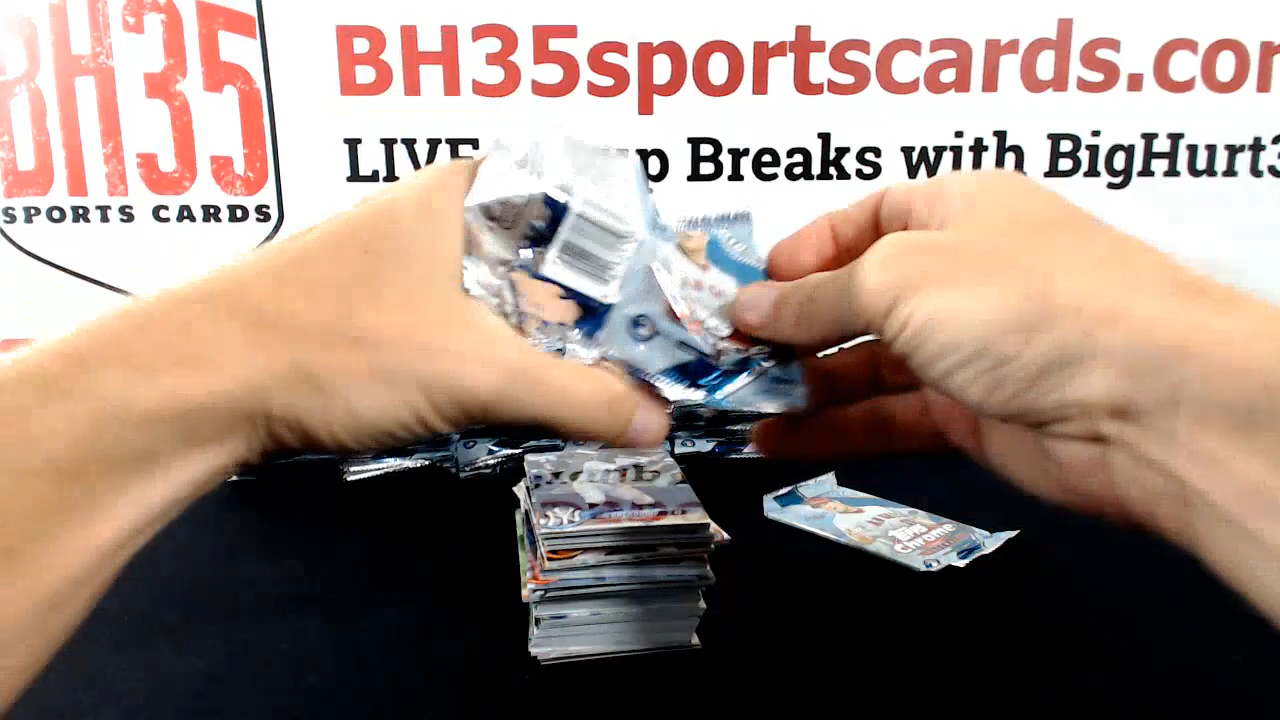 BH35
SPORTS CARDS
BH35sportscards.co
LIVE p Breaks with BigHurt3
Topps
Chrome